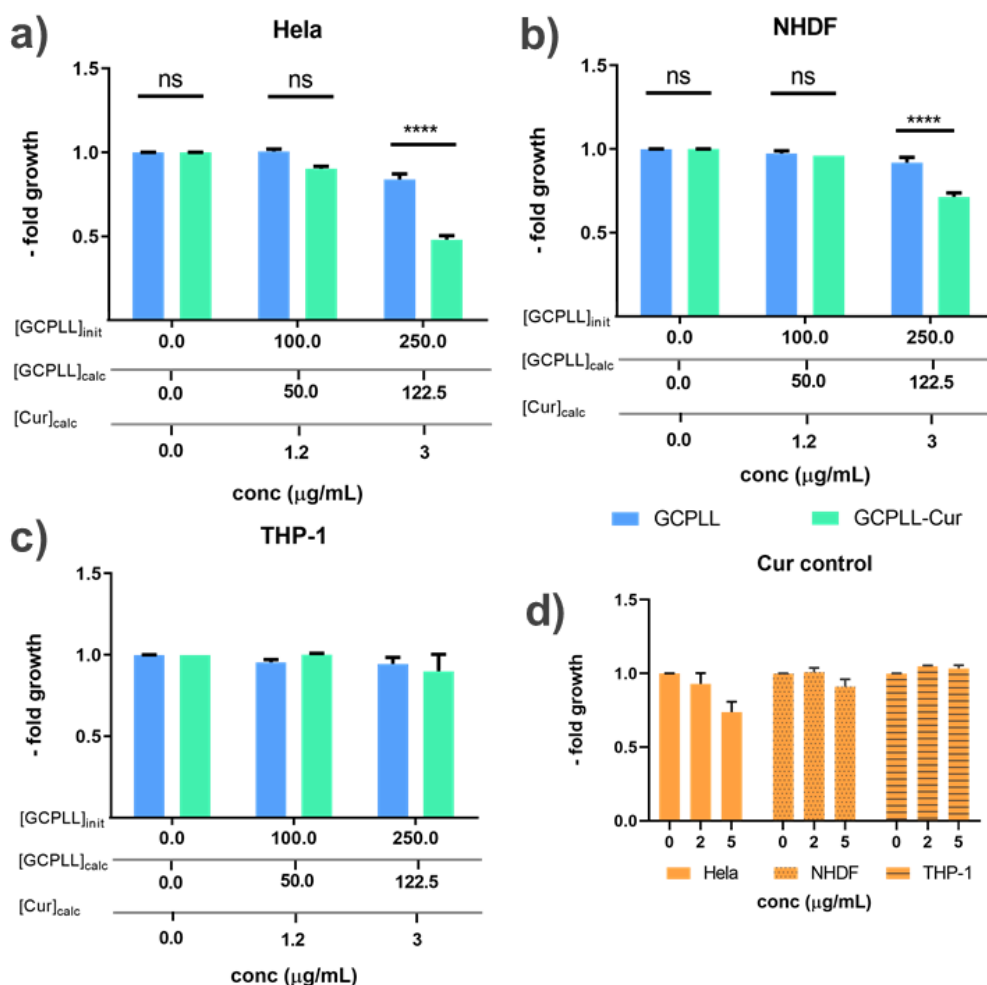 a)
Hela
ns
ns
****
1.5
1.0
0.5
- fold growth
[GCPLL]init
0.0 100.0 250.0
[GCPLL]calc
0.0 50.0 122.5
[Cur]calc
0.0 1.2 3
conc (μg/mL)
b)
NHDF
ns
ns
****
1.5
1.0
0.5
- fold growth
[GCPLL]init
0.0 100.0 250.0
[GCPLL]calc
0.0 50.0 122.5
[Cur]calc
0.0 1.2 3
conc (μg/mL)
GCPLL GCPLL-Cur
c)
THP-1
1.5
1.0
0.5
- fold growth
[GCPLL]init
0.0 100.0 250.0
[GCPLL]calc
0.0 50.0 122.5
[Cur]calc
0.0 1.2 3
conc (μg/mL)
d)
Cur control
1.5
1.0
0.5
0.0
- fold growth
0 2 5 0 2 5 0 2 5
Hela NHDF THP-1
conc (μg/mL)